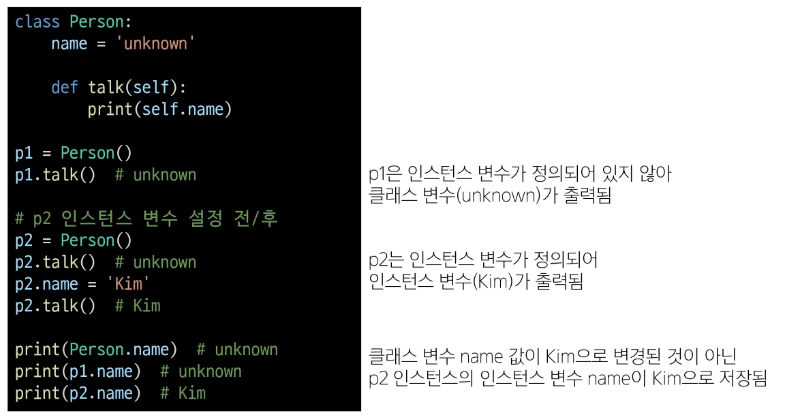 class Person:
    name = 'unknown'
    def talk(self):
        print(self.name)
p1 = Person()
p1.talk()  # unknown
p1은 인스턴스 변수가 정의되어 있지 않아
클래스 변수(unknown)가 출력됨
# p2 인스턴스 변수 설정 전/후
p2 = Person()
p2.talk()  # unknown
p2.name = 'Kim'
p2.talk()  # Kim
p2는 인스턴스 변수가 정의되어
인스턴스 변수(Kim)가 출력됨
print(Person.name)  # unknown
print(p1.name)  # unknown
print(p2.name)  # Kim
클래스 변수 name 값이 Kim으로 변경된 것이 아닌
p2 인스턴스의 인스턴스 변수 name이 Kim으로 저장됨